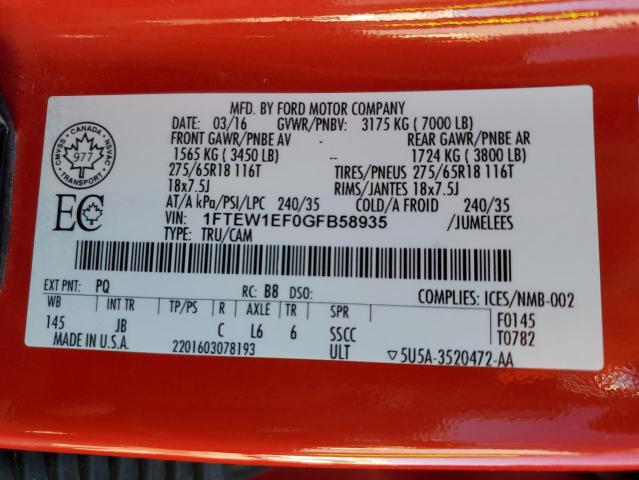 MFD. BY FORD MOTOR COMPANY
DATE: 03/16 GVWR/PNBV: 3175 KG (7000 LB)
FRONT GAWR/PNBE AV - REAR GAWR/PNBE AR
1565 KG (3450 LB) - 1724 KG (3800 LB)
275/65R18 116T TIRES/PNEUS 275/65R18 116T
18x7.5J RIMS/JANTES 18x7.5J
AT/A kPa/PSI/LPC 240/35 COLD/A FROID 240/35
VIN: 1FTEW1EF0GFB58935 /JUMELEES
TYPE: TRU/CAM
CANADA
CMVSS NSVAC
977
TRANSPORT
EC
EXT PNT: PQ RC: B8 DSO: COMPLIES: ICES/NMB-002
WB INT TR TP/PS R AXLE TR SPR F0145
145 JB C L6 6 SSCC T0782
MADE IN U.S.A. 2201603078193 ULT ▽5U5A-3520472-AA